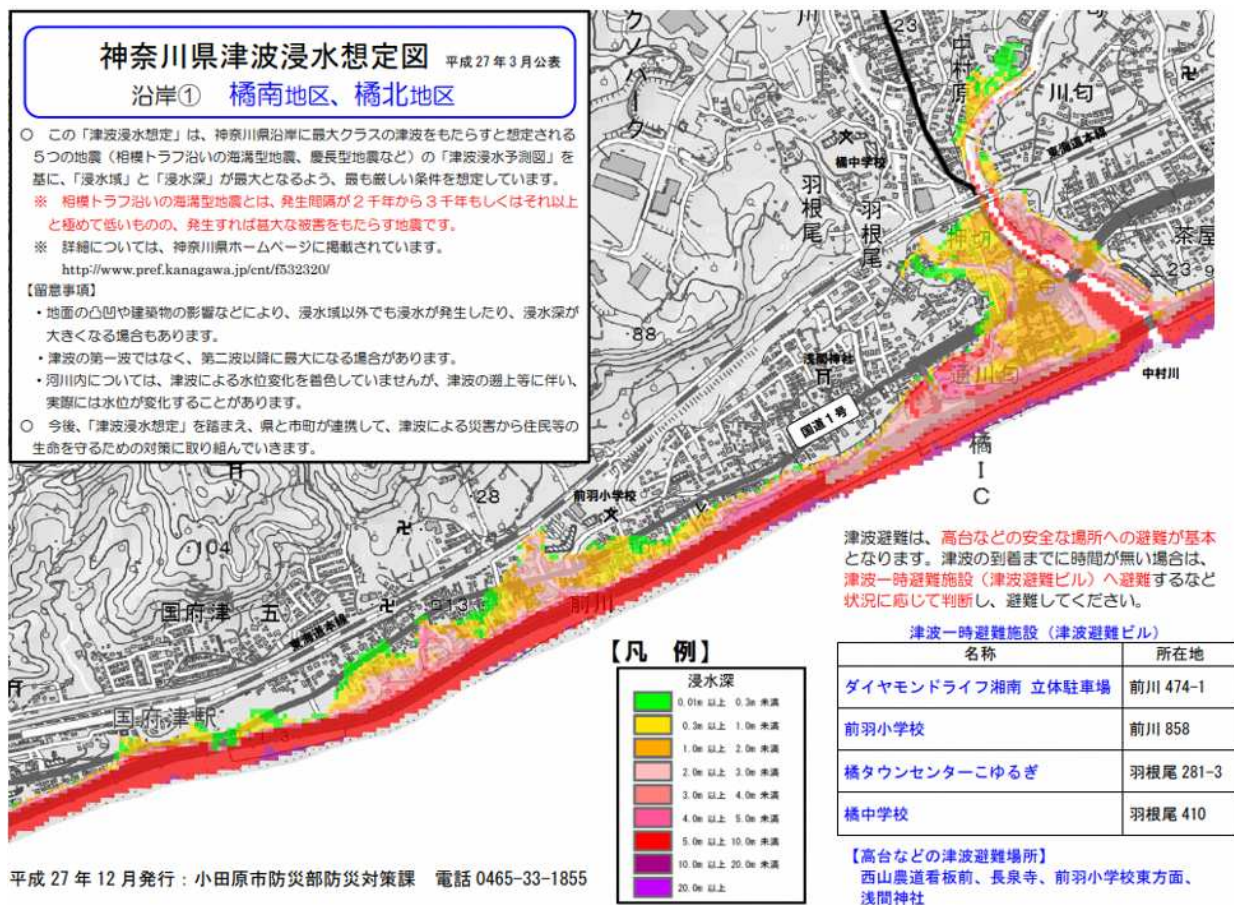 神奈川県津波浸水想定図 平成27年3月公表
沿岸① 橘南地区、橘北地区
○ この「津波浸水想定」は、神奈川県沿岸に最大クラスの津波をもたらすと想定される
５つの地震（相模トラフ沿いの海溝型地震、慶長型地震など）の「津波浸水予測図」を
基に、「浸水域」と「浸水深」が最大となるよう、最も厳しい条件を想定しています。
※ 相模トラフ沿いの海溝型地震とは、発生間隔が２千年から３千年もしくはそれ以上
と極めて低いものの、発生すれば甚大な被害をもたらす地震です。
※ 詳細については、神奈川県ホームページに掲載されています。
http://www.pref.kanagawa.jp/cnt/f532320/
【留意事項】
・地面の凸凹や建築物の影響などにより、浸水域以外でも浸水が発生したり、浸水深が
大きくなる場合もあります。
・津波の第一波ではなく、第二波以降に最大になる場合があります。
・河川内については、津波による水位変化を着色していませんが、津波の遡上等に伴い、
実際には水位が変化することがあります。
○ 今後、「津波浸水想定」を踏まえ、県と市町が連携して、津波による災害から住民等の
生命を守るための対策に取り組んでいきます。
クノパーク
川
23
中村原
川匂
東海道本線
橘中学校
羽根尾
羽根尾
押切
茶屋
23.9
88
浅間神社
通川匂
中村川
国道1号
橘IC
28
前羽小学校
104
国府津 五
東海道本線
13
前川
国府津駅
津波避難は、高台などの安全な場所への避難が基本
となります。津波の到着までに時間が無い場合は、
津波一時避難施設（津波避難ビル）へ避難するなど
状況に応じて判断し、避難してください。
津波一時避難施設（津波避難ビル）
名称 所在地
ダイヤモンドライフ湘南 立体駐車場 前川 474-1
前羽小学校 前川 858
橘タウンセンターこゆるぎ 羽根尾 281-3
橘中学校 羽根尾 410
【高台などの津波避難場所】
西山農道看板前、長泉寺、前羽小学校東方面、
浅間神社
【凡 例】
浸水深
0.01m 以上 0.3m 未満
0.3m 以上 1.0m 未満
1.0m 以上 2.0m 未満
2.0m 以上 3.0m 未満
3.0m 以上 4.0m 未満
4.0m 以上 5.0m 未満
5.0m 以上 10.0m 未満
10.0m 以上 20.0m 未満
20.0m 以上
平成 27 年 12 月発行：小田原市防災部防災対策課 電話 0465-33-1855